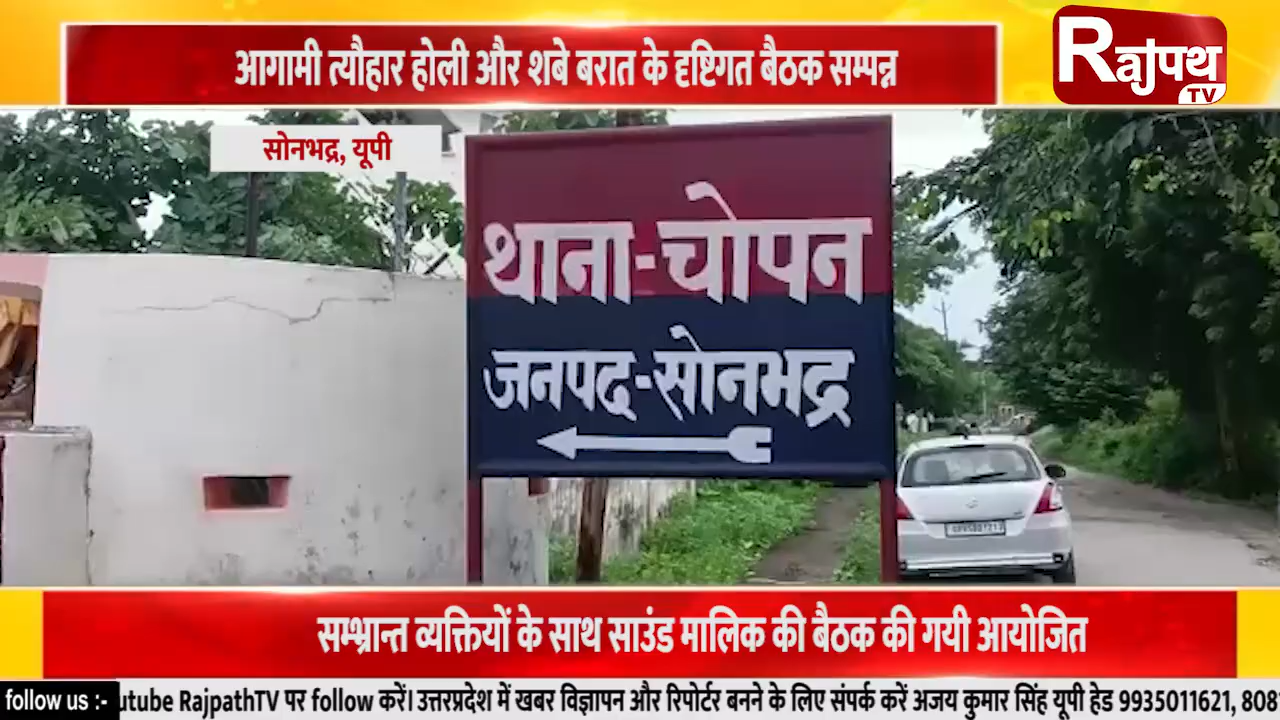 आगामी त्यौहार होली और शबे बरात के दृष्टिगत बैठक सम्पन्न
Rajपथ
TV
सोनभद्र, यूपी
थाना-चोपन
जनपद-सोनभद्र
सम्भ्रान्त व्यक्तियों के साथ साउंड मालिक की बैठक की गयी आयोजित
follow us :- utube RajpathTV पर follow करें। उत्तरप्रदेश में खबर विज्ञापन और रिपोर्टर बनने के लिए संपर्क करें अजय कुमार सिंह यूपी हेड 9935011621, 808